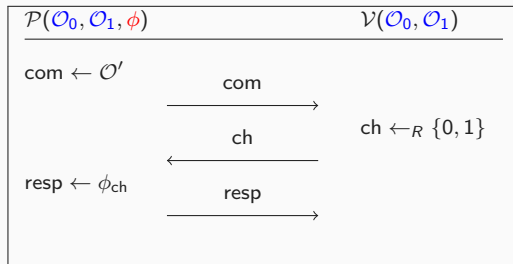 𝒫(𝒪₀, 𝒪₁, ϕ) 𝒱(𝒪₀, 𝒪₁)
com ← 𝒪′
com
ch ←_R {0, 1}
ch
resp ← ϕ_ch
resp